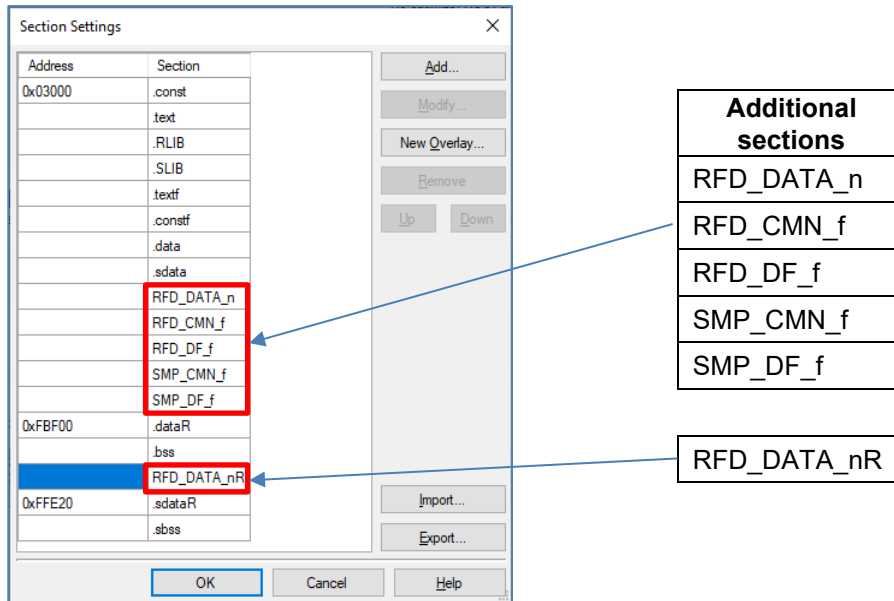 Section Settings
Address Section
0x03000 .const
.text
.RLIB
.SLIB
.textf
.constf
.data
.sdata
RFD_DATA_n
RFD_CMN_f
RFD_DF_f
SMP_CMN_f
SMP_DF_f
0xFBF00 .dataR
.bss
RFD_DATA_nR
0xFFE20 .sdataR
.sbss
Add...
Modify...
New Overlay...
Remove
Up Down
Import...
Export...
OK Cancel Help
Additional
sections
RFD_DATA_n
RFD_CMN_f
RFD_DF_f
SMP_CMN_f
SMP_DF_f
RFD_DATA_nR